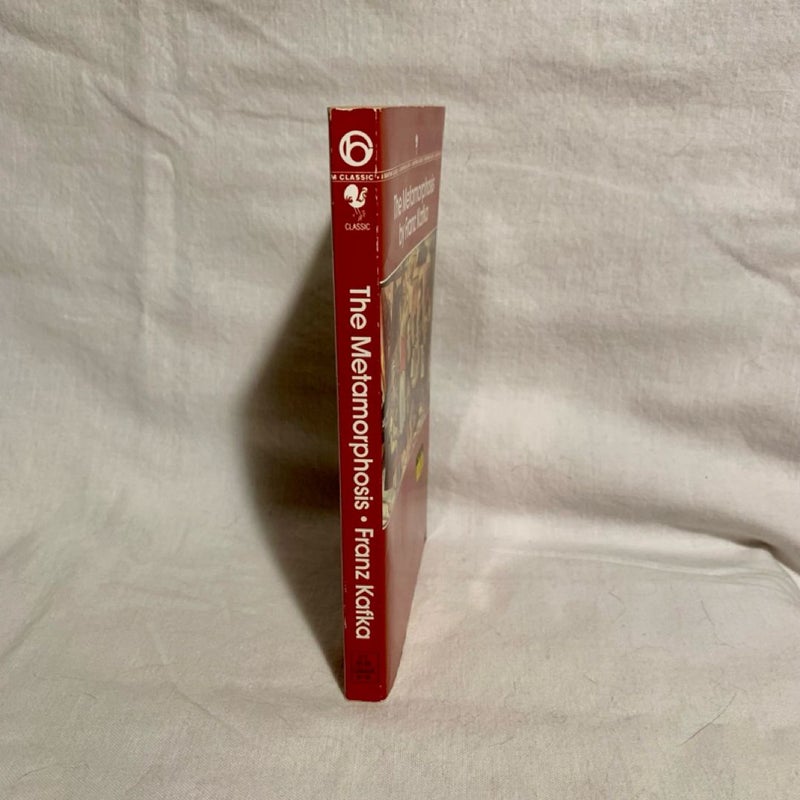 M CLASSIC •
CLASSIC
The Metamorphosis • Franz Kafka
The Metamorphosis
by Franz Kafka